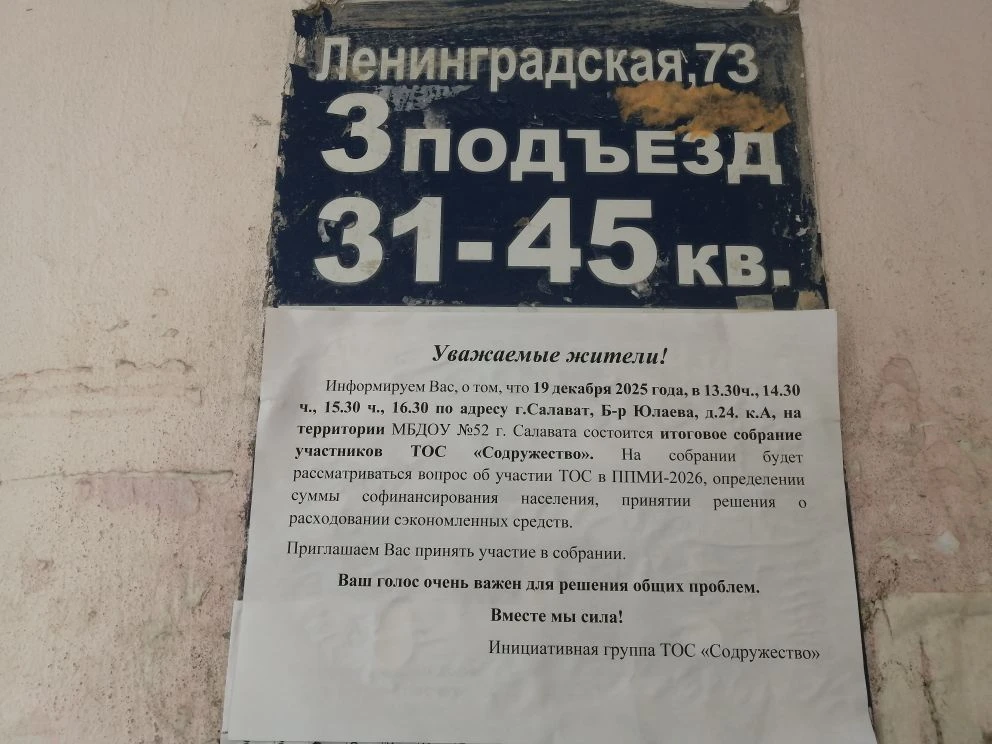 Ленинградская,73
3 ПОДЪЕЗД
31-45 кв.
Уважаемые жители!
Информируем Вас, о том, что 19 декабря 2025 года, в 13.30ч., 14.30
ч., 15.30 ч., 16.30 по адресу г.Салават, Б-р Юлаева, д.24. к.А, на
территории МБДОУ №52 г. Салавата состоится итоговое собрание
участников ТОС «Содружество». На собрании будет
рассматриваться вопрос об участии ТОС в ППМИ-2026, определении
суммы софинансирования населения, принятии решения о
расходовании сэкономленных средств.
Приглашаем Вас принять участие в собрании.
Ваш голос очень важен для решения общих проблем.
Вместе мы сила!
Инициативная группа ТОС «Содружество»